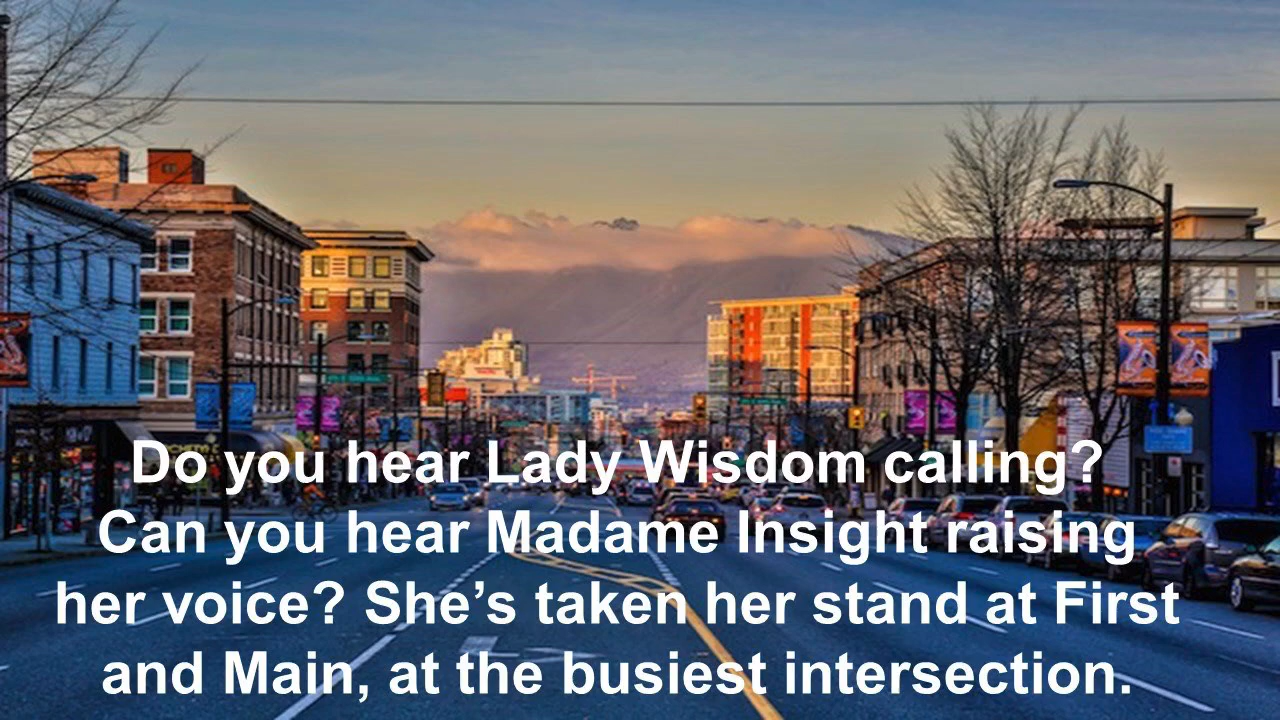 Do you hear Lady Wisdom calling?
Can you hear Madame Insight raising
her voice? She’s taken her stand at First
and Main, at the busiest intersection.